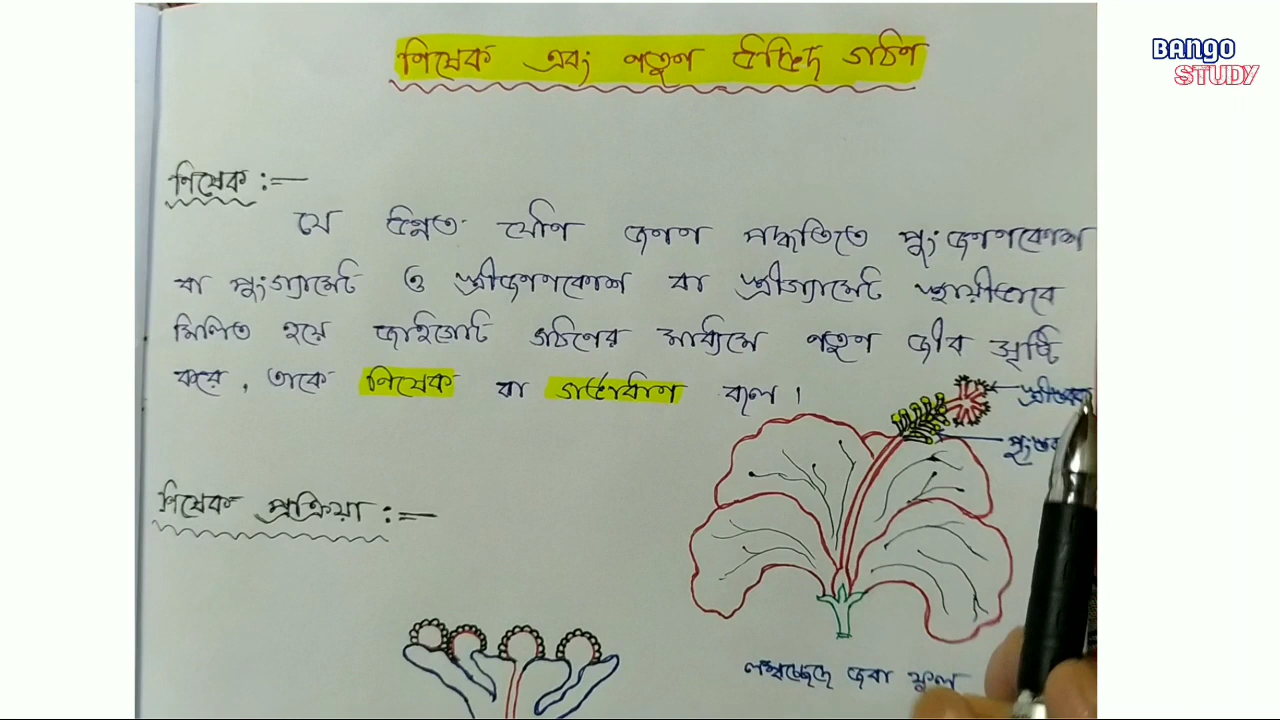 BANGO
STUDY
নিষেক এবং নতুন উদ্ভিদ গঠন
নিষেক :—
যে উন্নত যৌন জনন পদ্ধতিতে পুংজননকোশ
বা পুংগ্যামেট ও স্ত্রীজননকোশ বা স্ত্রীগ্যামেট স্থায়ীভাবে
মিলিত হয়ে জাইগোট গঠনের মাধ্যমে নতুন জীব সৃষ্টি
করে, তাকে নিষেক বা গর্ভাধান বলে ।
স্ত্রীস্তবক
নিষেক প্রক্রিয়া :—
লম্বচ্ছেদে জবা ফুল